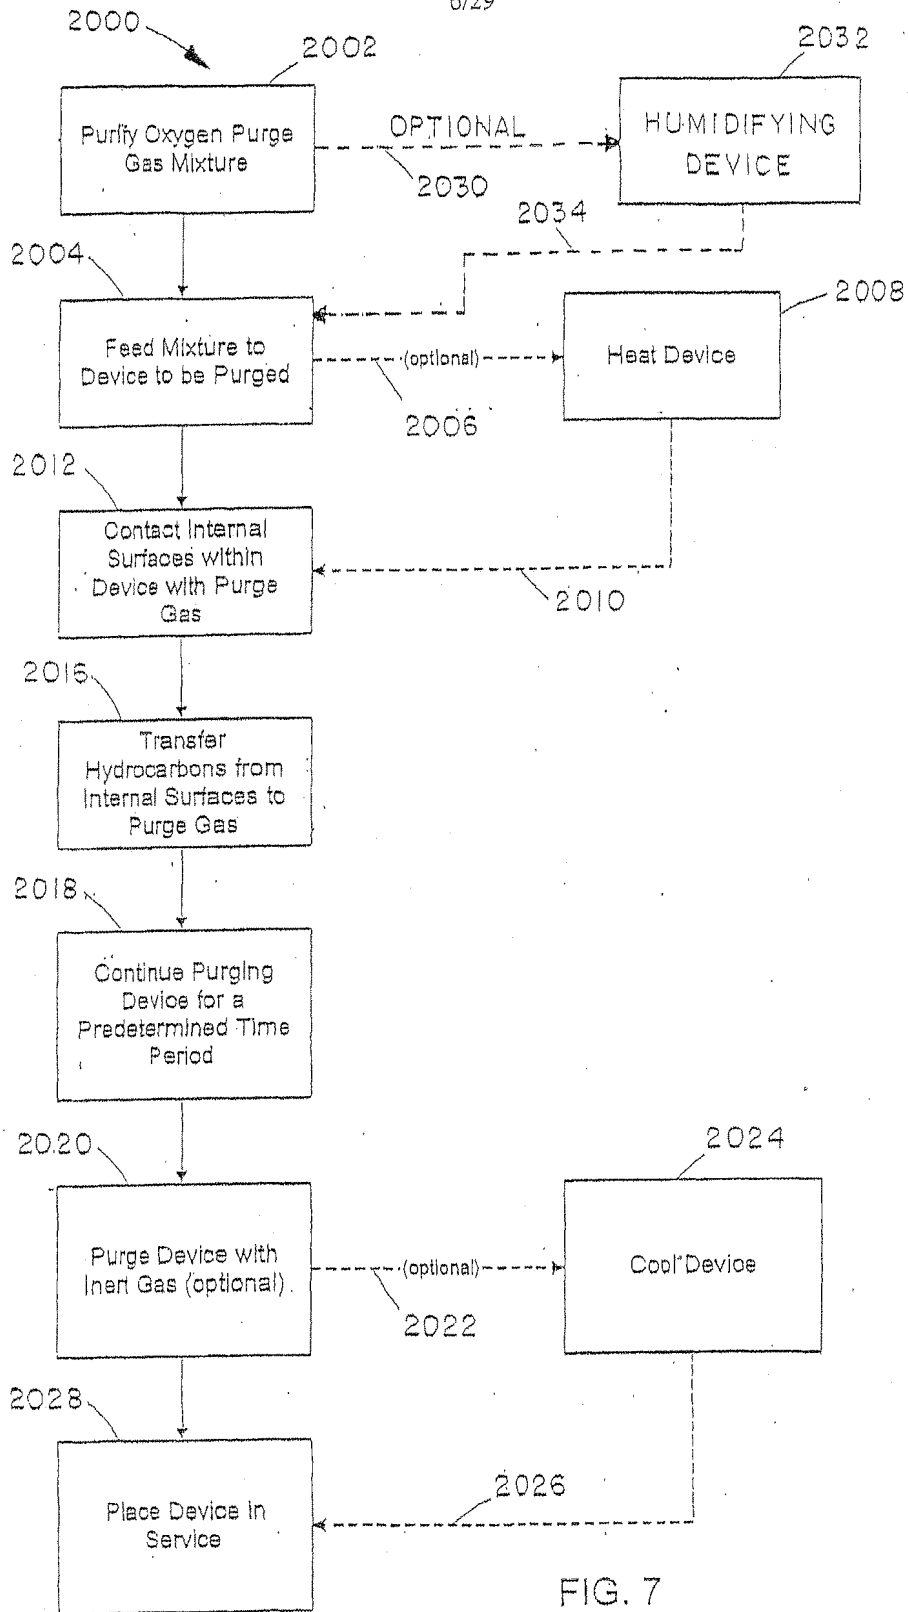 6/29
2000
2002
2032
Purify Oxygen Purge
Gas Mixture
OPTIONAL
2030
HUMIDIFYING
DEVICE
2034
2004
2008
Feed Mixture to
Device to be Purged
(optional)
2006
Heat Device
2012
Contact Internal
Surfaces within
Device with Purge
Gas
2010
2016
Transfer
Hydrocarbons from
Internal Surfaces to
Purge Gas
2018
Continue Purging
Device for a
Predetermined Time
Period
2020
2024
Purge Device with
Inert Gas (optional)
(optional)
2022
Cool Device
2028
2026
Place Device in
Service
FIG. 7